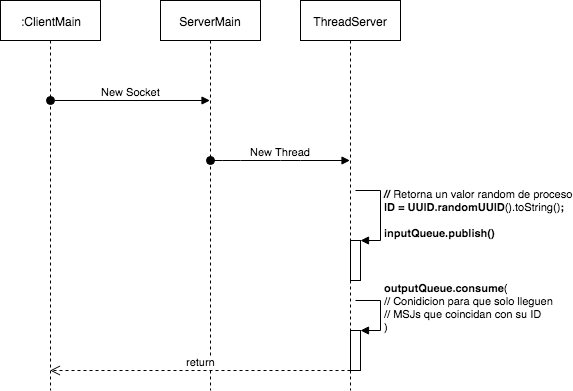 :ClientMain
ServerMain
ThreadServer
New Socket
New Thread
// Retorna un valor random de proceso
ID = UUID.randomUUID().toString();
inputQueue.publish()
outputQueue.consume(
// Conidicion para que solo lleguen
// MSJs que coincidan con su ID
)
return